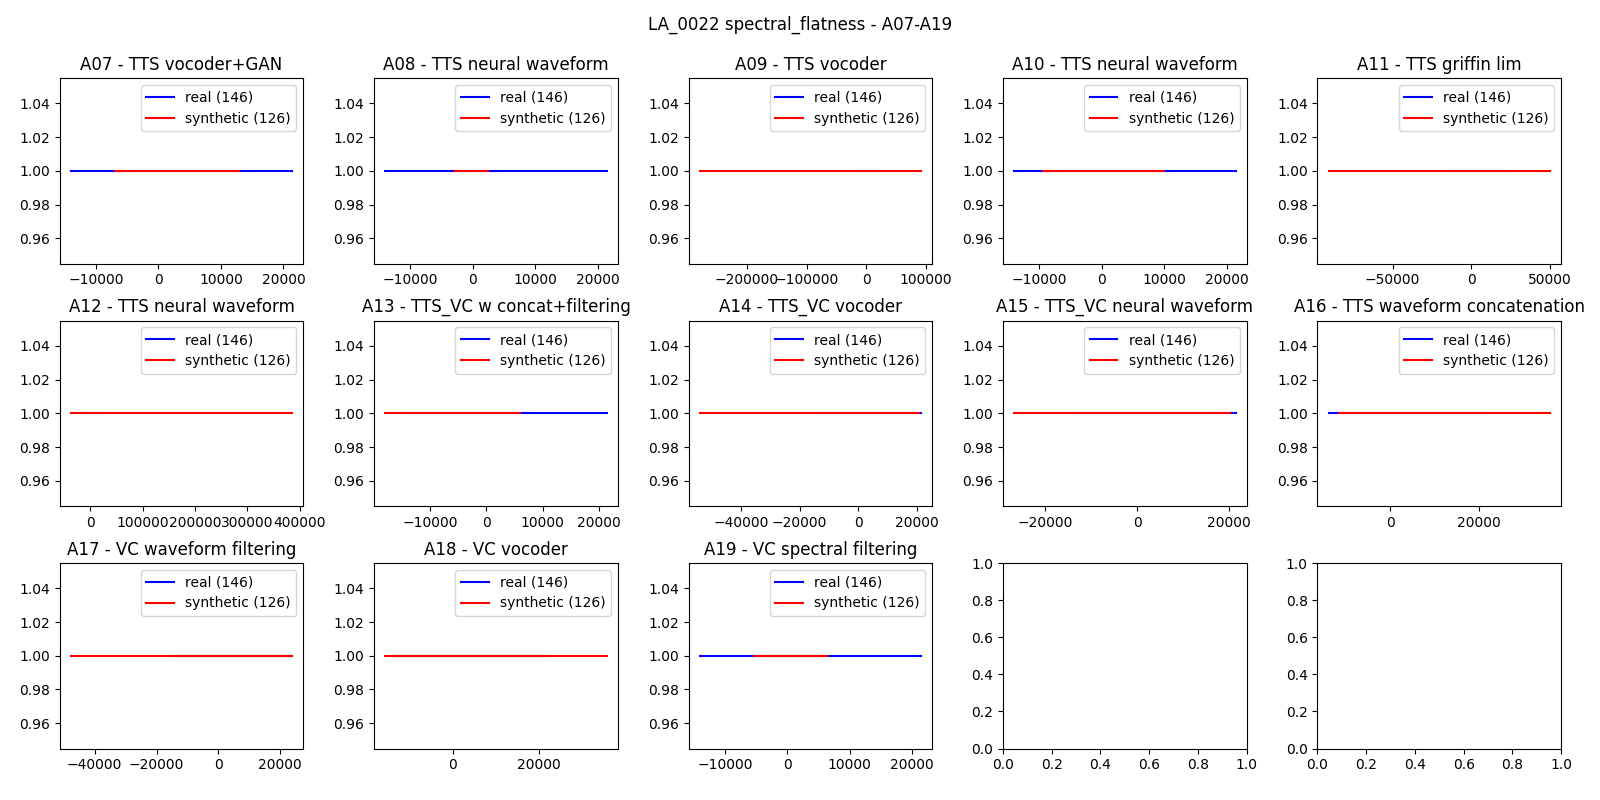 LA_0022 spectral_flatness - A07-A19
A07 - TTS vocoder+GAN
A08 - TTS neural waveform
A09 - TTS vocoder
A10 - TTS neural waveform
A11 - TTS griffin lim
1.04
1.02
1.00
0.98
0.96
real (146)
synthetic (126)
−10000 0 10000 20000
1.04
1.02
1.00
0.98
0.96
real (146)
synthetic (126)
−10000 0 10000 20000
1.04
1.02
1.00
0.98
0.96
real (146)
synthetic (126)
−200000 −100000 0 100000
1.04
1.02
1.00
0.98
0.96
real (146)
synthetic (126)
−10000 0 10000 20000
1.04
1.02
1.00
0.98
0.96
real (146)
synthetic (126)
−50000 0 50000
A12 - TTS neural waveform
A13 - TTS_VC w concat+filtering
A14 - TTS_VC vocoder
A15 - TTS_VC neural waveform
A16 - TTS waveform concatenation
1.04
1.02
1.00
0.98
0.96
real (146)
synthetic (126)
0 100000 200000 300000 400000
1.04
1.02
1.00
0.98
0.96
real (146)
synthetic (126)
−10000 0 10000 20000
1.04
1.02
1.00
0.98
0.96
real (146)
synthetic (126)
−40000 −20000 0 20000
1.04
1.02
1.00
0.98
0.96
real (146)
synthetic (126)
−20000 0 20000
1.04
1.02
1.00
0.98
0.96
real (146)
synthetic (126)
0 20000
A17 - VC waveform filtering
A18 - VC vocoder
A19 - VC spectral filtering
1.04
1.02
1.00
0.98
0.96
real (146)
synthetic (126)
−40000 −20000 0 20000
1.04
1.02
1.00
0.98
0.96
real (146)
synthetic (126)
0 20000
1.04
1.02
1.00
0.98
0.96
real (146)
synthetic (126)
−10000 0 10000 20000
1.0
0.8
0.6
0.4
0.2
0.0
0.0 0.2 0.4 0.6 0.8 1.0
1.0
0.8
0.6
0.4
0.2
0.0
0.0 0.2 0.4 0.6 0.8 1.0